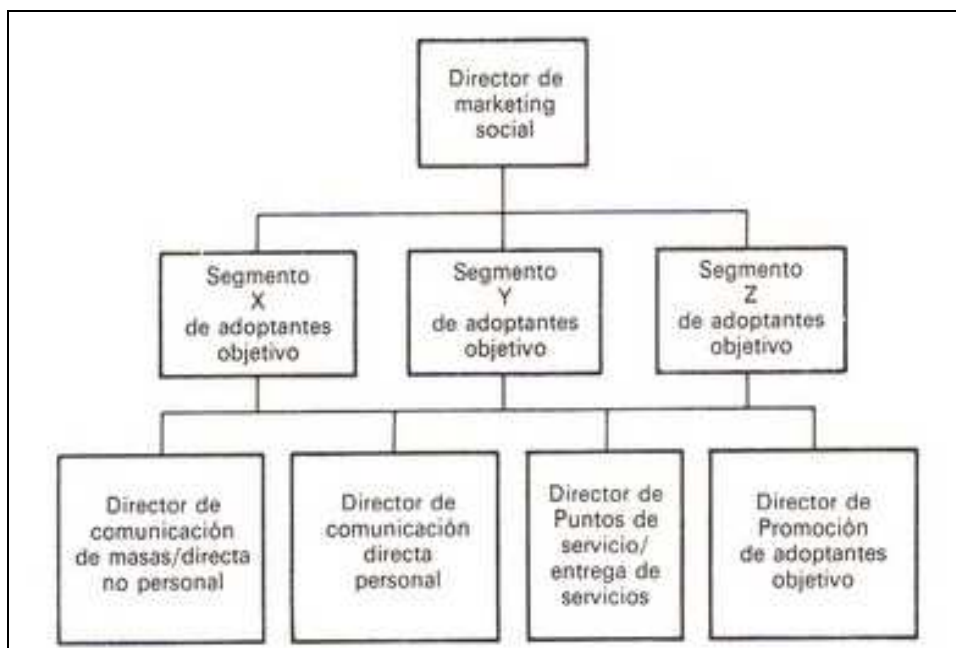 Director de
marketing
social
Segmento
X
de adoptantes
objetivo
Segmento
Y
de adoptantes
objetivo
Segmento
Z
de adoptantes
objetivo
Director de
comunicación
de masas/directa
no personal
Director de
comunicación
directa
personal
Director de
Puntos de
servicio/
entrega de
servicios
Director de
Promoción
de adoptantes
objetivo